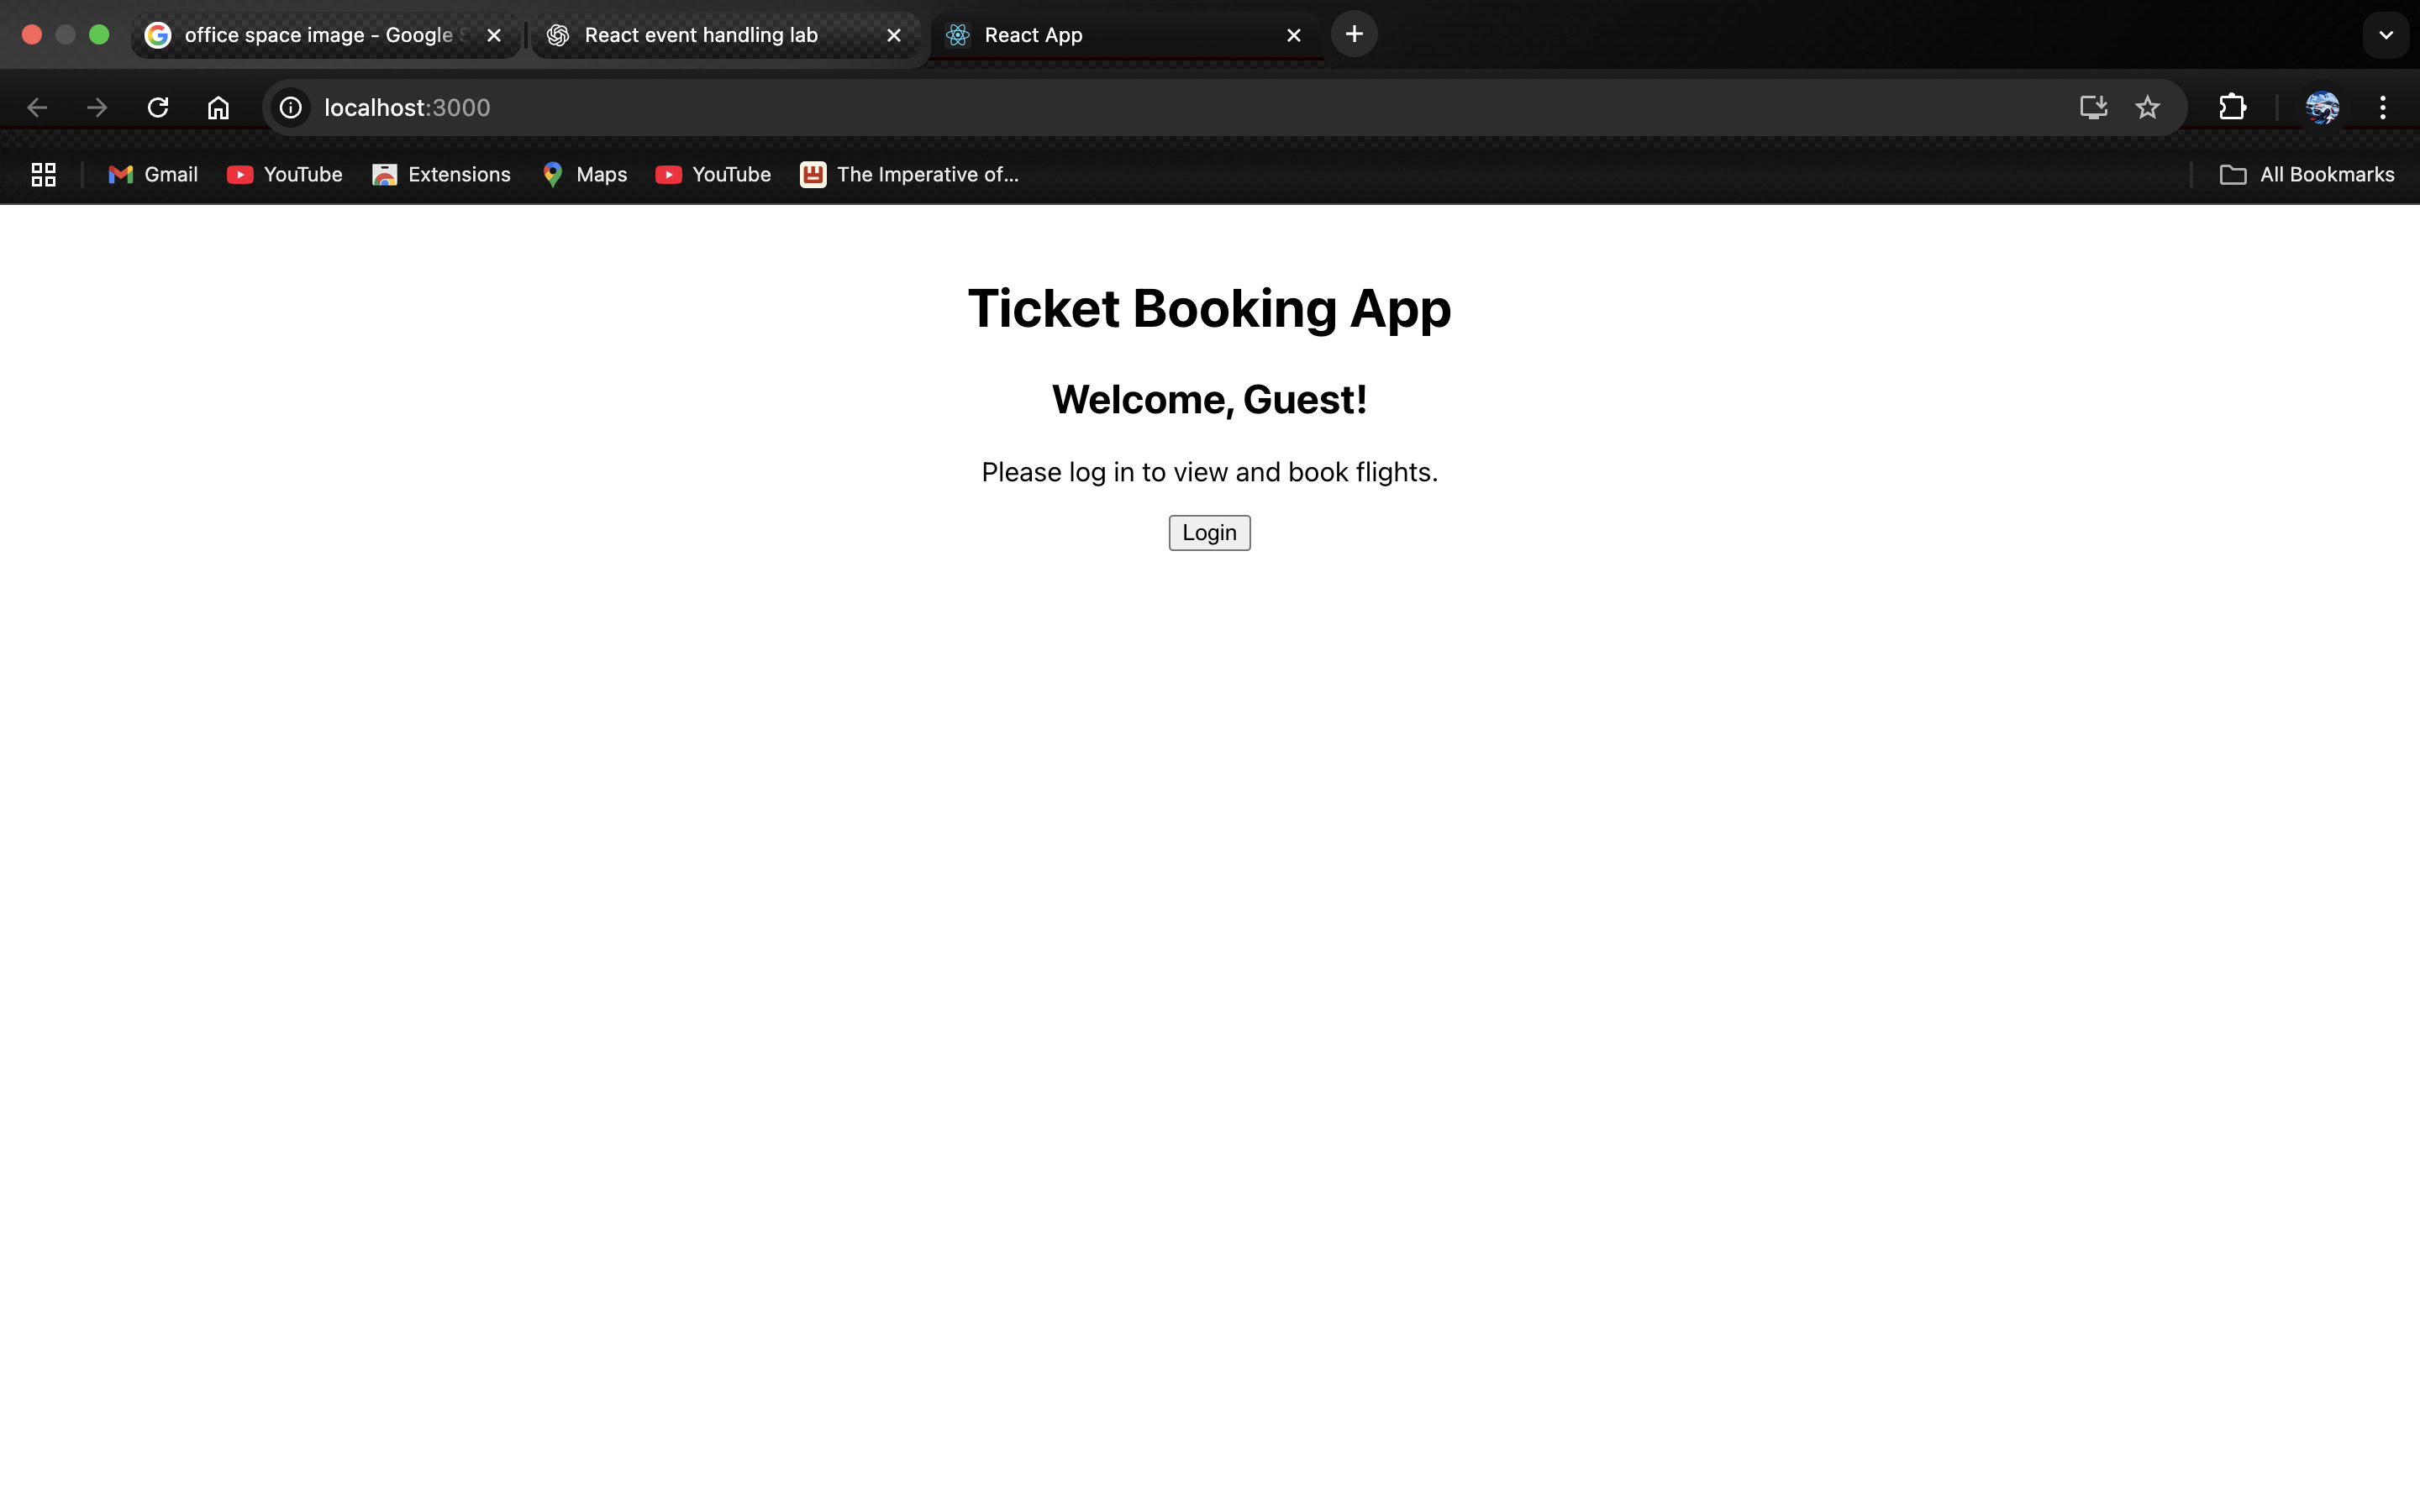 office space image - Google
React event handling lab
React App
localhost:3000
Gmail
YouTube
Extensions
Maps
YouTube
The Imperative of...
All Bookmarks
Ticket Booking App
Welcome, Guest!
Please log in to view and book flights.
Login